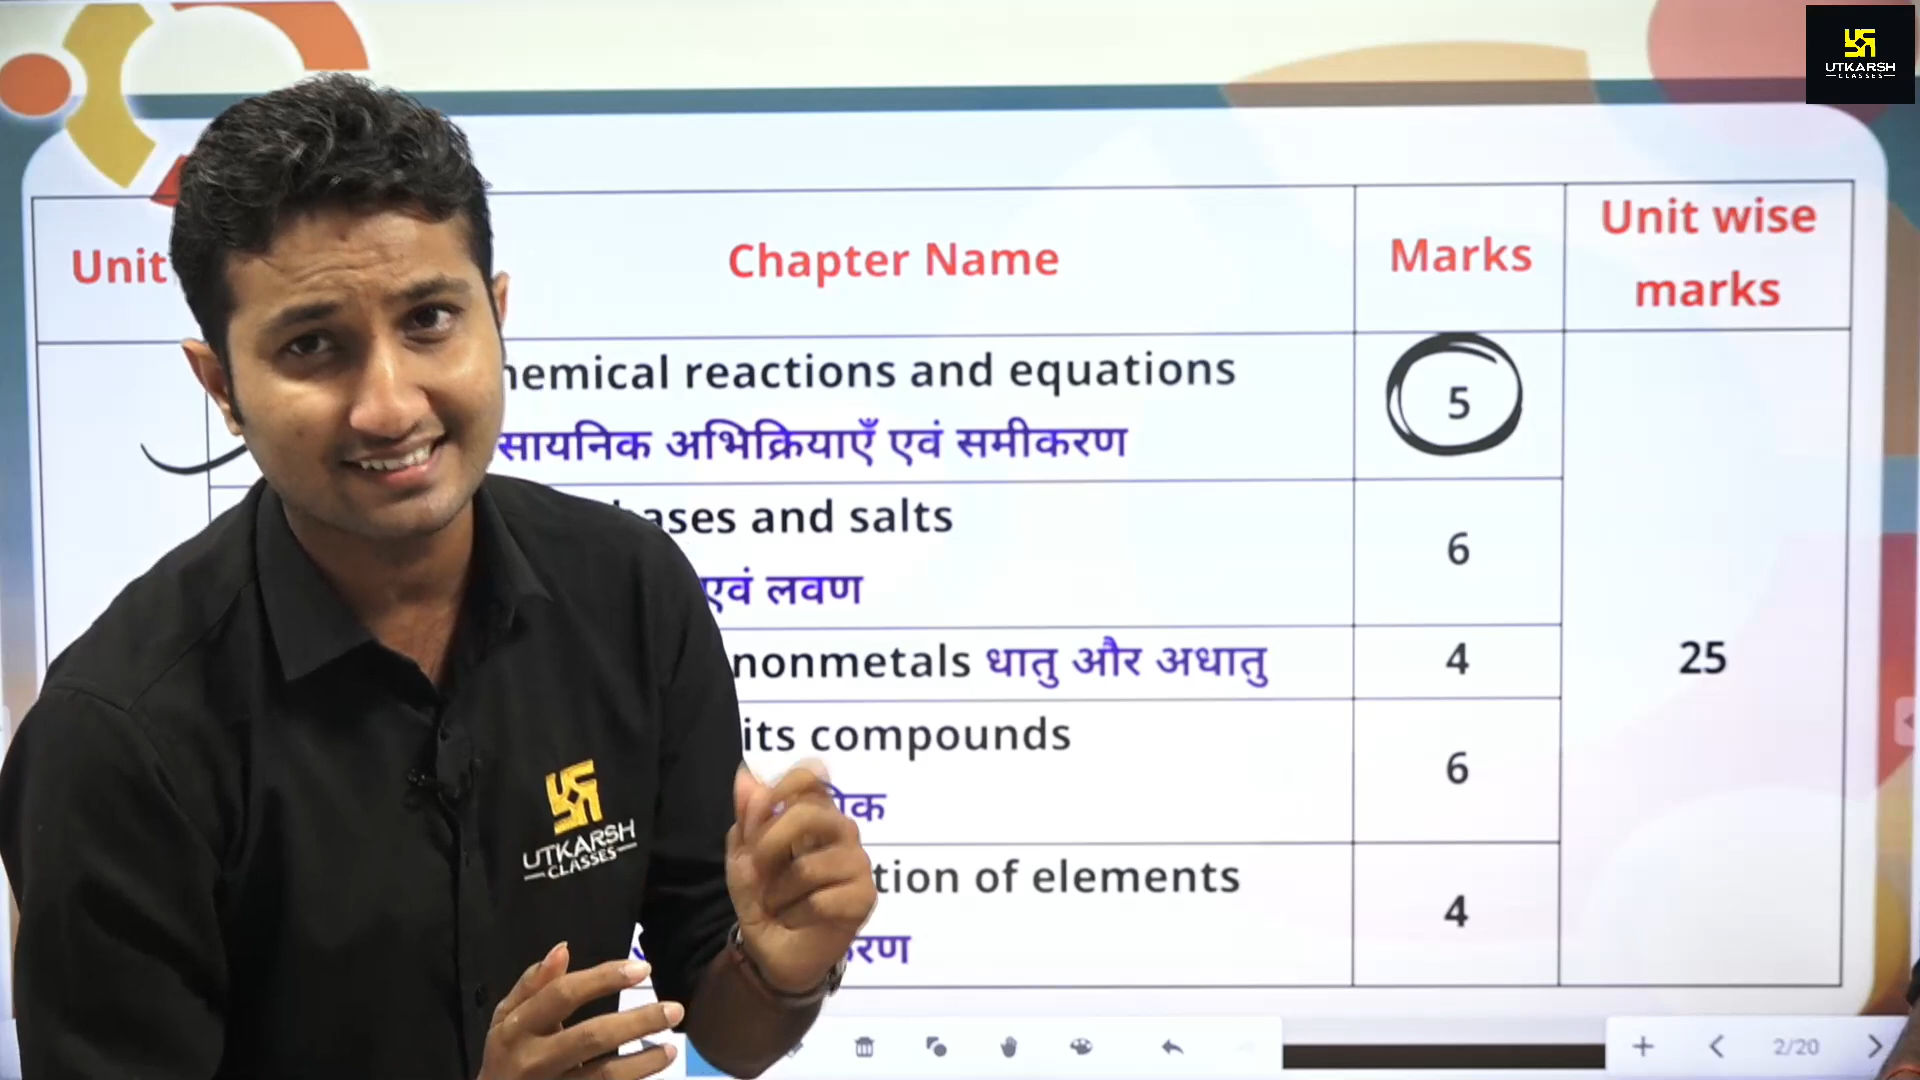 UTKARSH
CLASSES
Unit
Chapter Name
Marks
Unit wise
marks
hemical reactions and equations
5
सायनिक अभिक्रियाएँ एवं समीकरण
bases and salts
6
एवं लवण
nonmetals धातु और अधातु
4
25
its compounds
6
tion of elements
4
UTKARSH
CLASSES
2/20